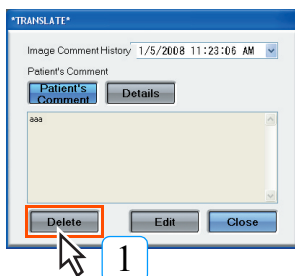 *TRANSLATE*
Image Comment History 1/5/2008 11:23:06 AM
Patient's Comment
Patient's Comment Details
aaa
Delete Edit Close
1